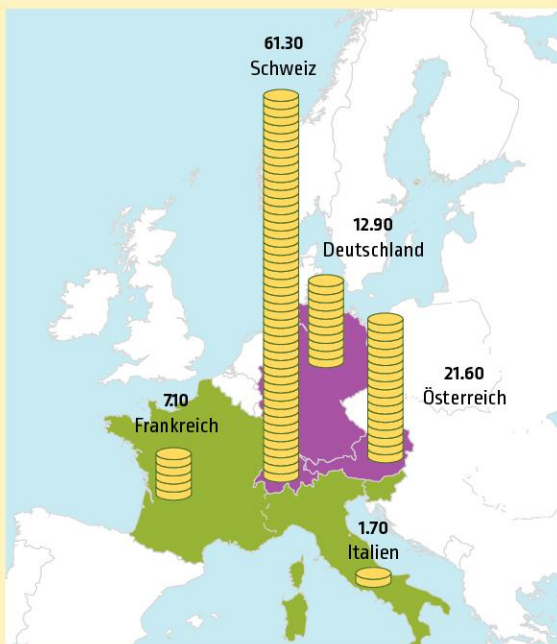 61.30
Schweiz
12.90
Deutschland
21.60
Österreich
7.10
Frankreich
1.70
Italien